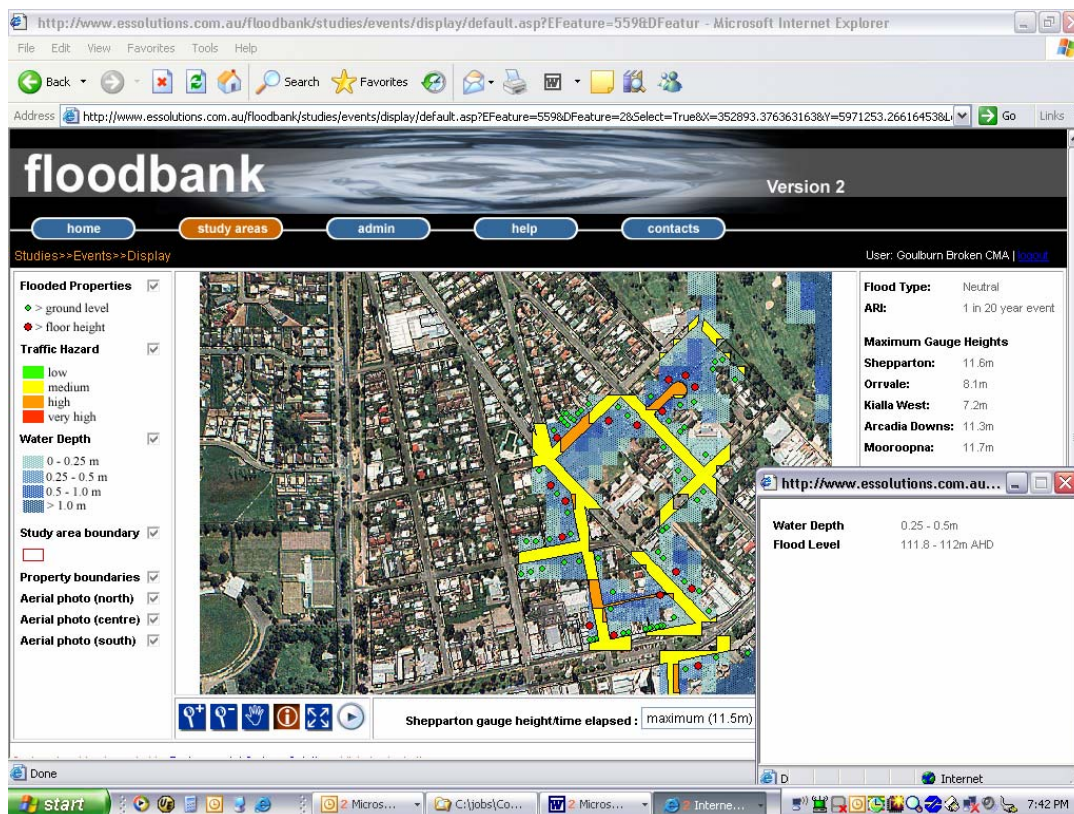 http://www.essolutions.com.au/floodbank/studies/events/display/default.asp?EFeature=559&DFeatur - Microsoft Internet Explorer
File Edit View Favorites Tools Help
Back Search Favorites
Address http://www.essolutions.com.au/floodbank/studies/events/display/default.asp?EFeature=559&DFeature=2&Select=True&X=352893.376363163&Y=5971253.26616453&L Go Links
floodbank
Version 2
home study areas admin help contacts
Studies>>Events>>Display
User: Goulburn Broken CMA | logout
Flooded Properties
> ground level
> floor height
Traffic Hazard
low
medium
high
very high
Water Depth
0 - 0.25 m
0.25 - 0.5 m
0.5 - 1.0 m
> 1.0 m
Study area boundary
Property boundaries
Aerial photo (north)
Aerial photo (centre)
Aerial photo (south)
Flood Type: Neutral
ARI: 1 in 20 year event
Maximum Gauge Heights
Shepparton: 11.6m
Orrvale: 8.1m
Kialla West: 7.2m
Arcadia Downs: 11.3m
Mooroopna: 11.7m
http://www.essolutions.com.au...
Water Depth 0.25 - 0.5m
Flood Level 111.8 - 112m AHD
D Internet
Shepparton gauge height/time elapsed : maximum (11.5m)
Done
start 2 Micros... C:\jobs\Co... 2 Micros... 2 Interne... 7:42 PM